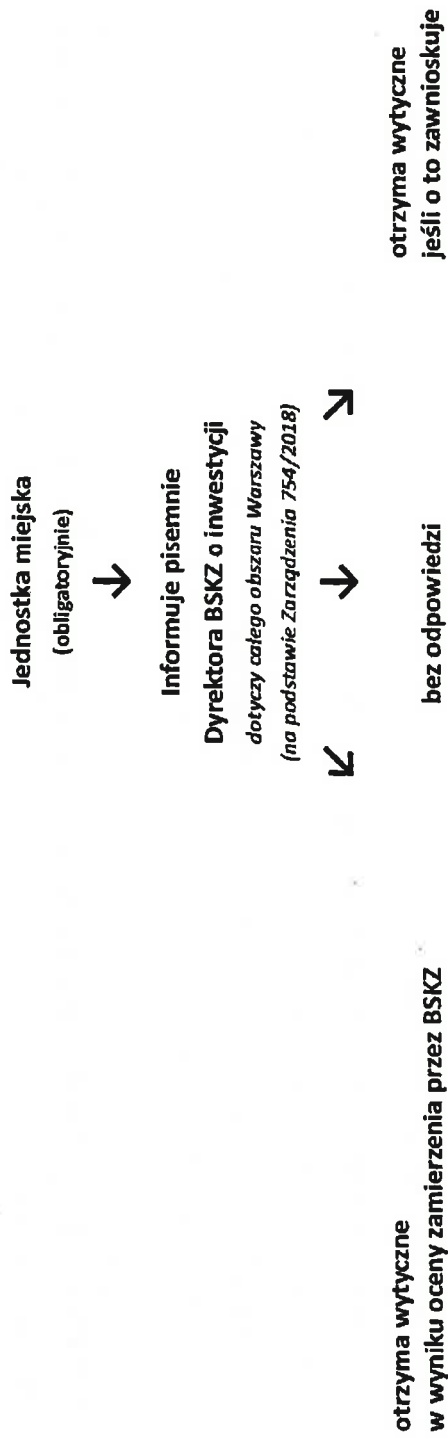 Jednostka miejska
(obligatoryjnie)
↓
Informuje pisemnie
Dyrektora BSKZ o inwestycji
dotyczy całego obszaru Warszawy
(na podstawie Zarządzenia 754/2018)
↙ ↓ ↘
otrzyma wytyczne
w wyniku oceny zamierzenia przez BSKZ
bez odpowiedzi
otrzyma wytyczne
jeśli o to zawnioskuje